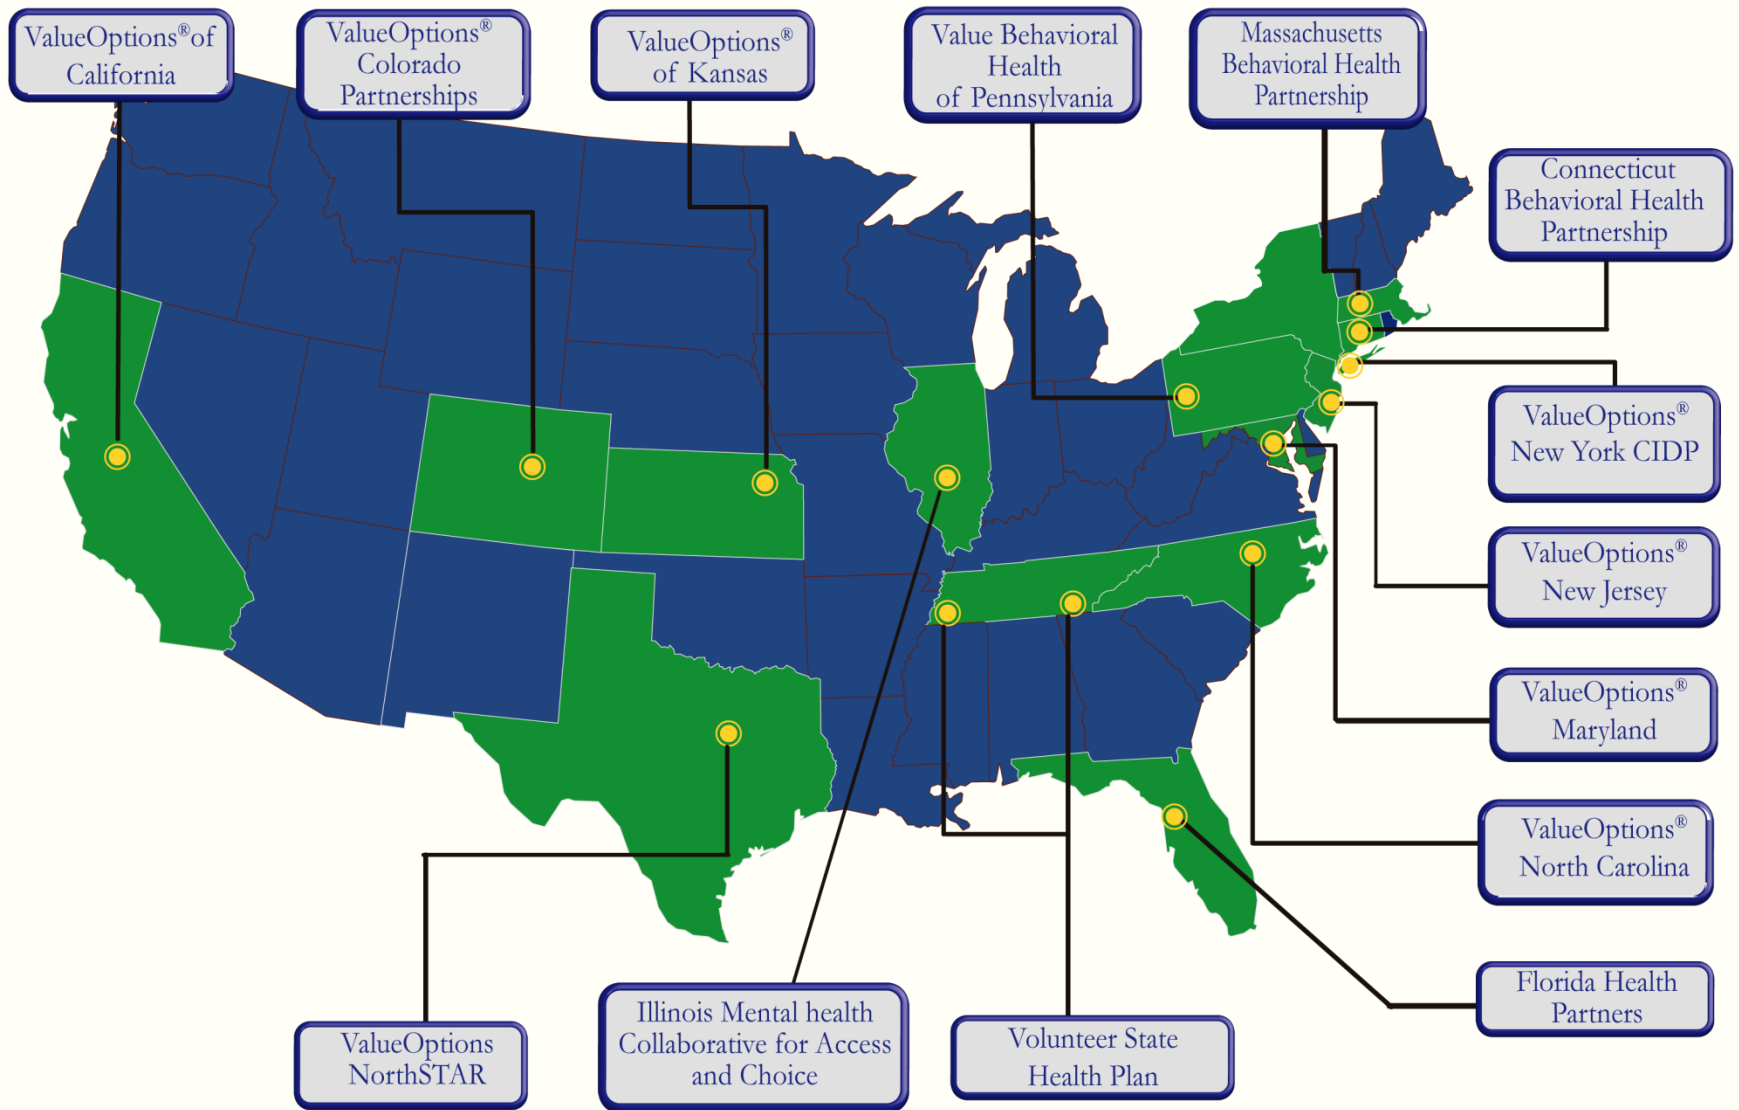 ValueOptions® of
California
ValueOptions®
Colorado
Partnerships
ValueOptions®
of Kansas
Value Behavioral
Health
of Pennsylvania
Massachusetts
Behavioral Health
Partnership
Connecticut
Behavioral Health
Partnership
ValueOptions®
New York CIDP
ValueOptions®
New Jersey
ValueOptions®
Maryland
ValueOptions®
North Carolina
Florida Health
Partners
Volunteer State
Health Plan
Illinois Mental health
Collaborative for Access
and Choice
ValueOptions
NorthSTAR